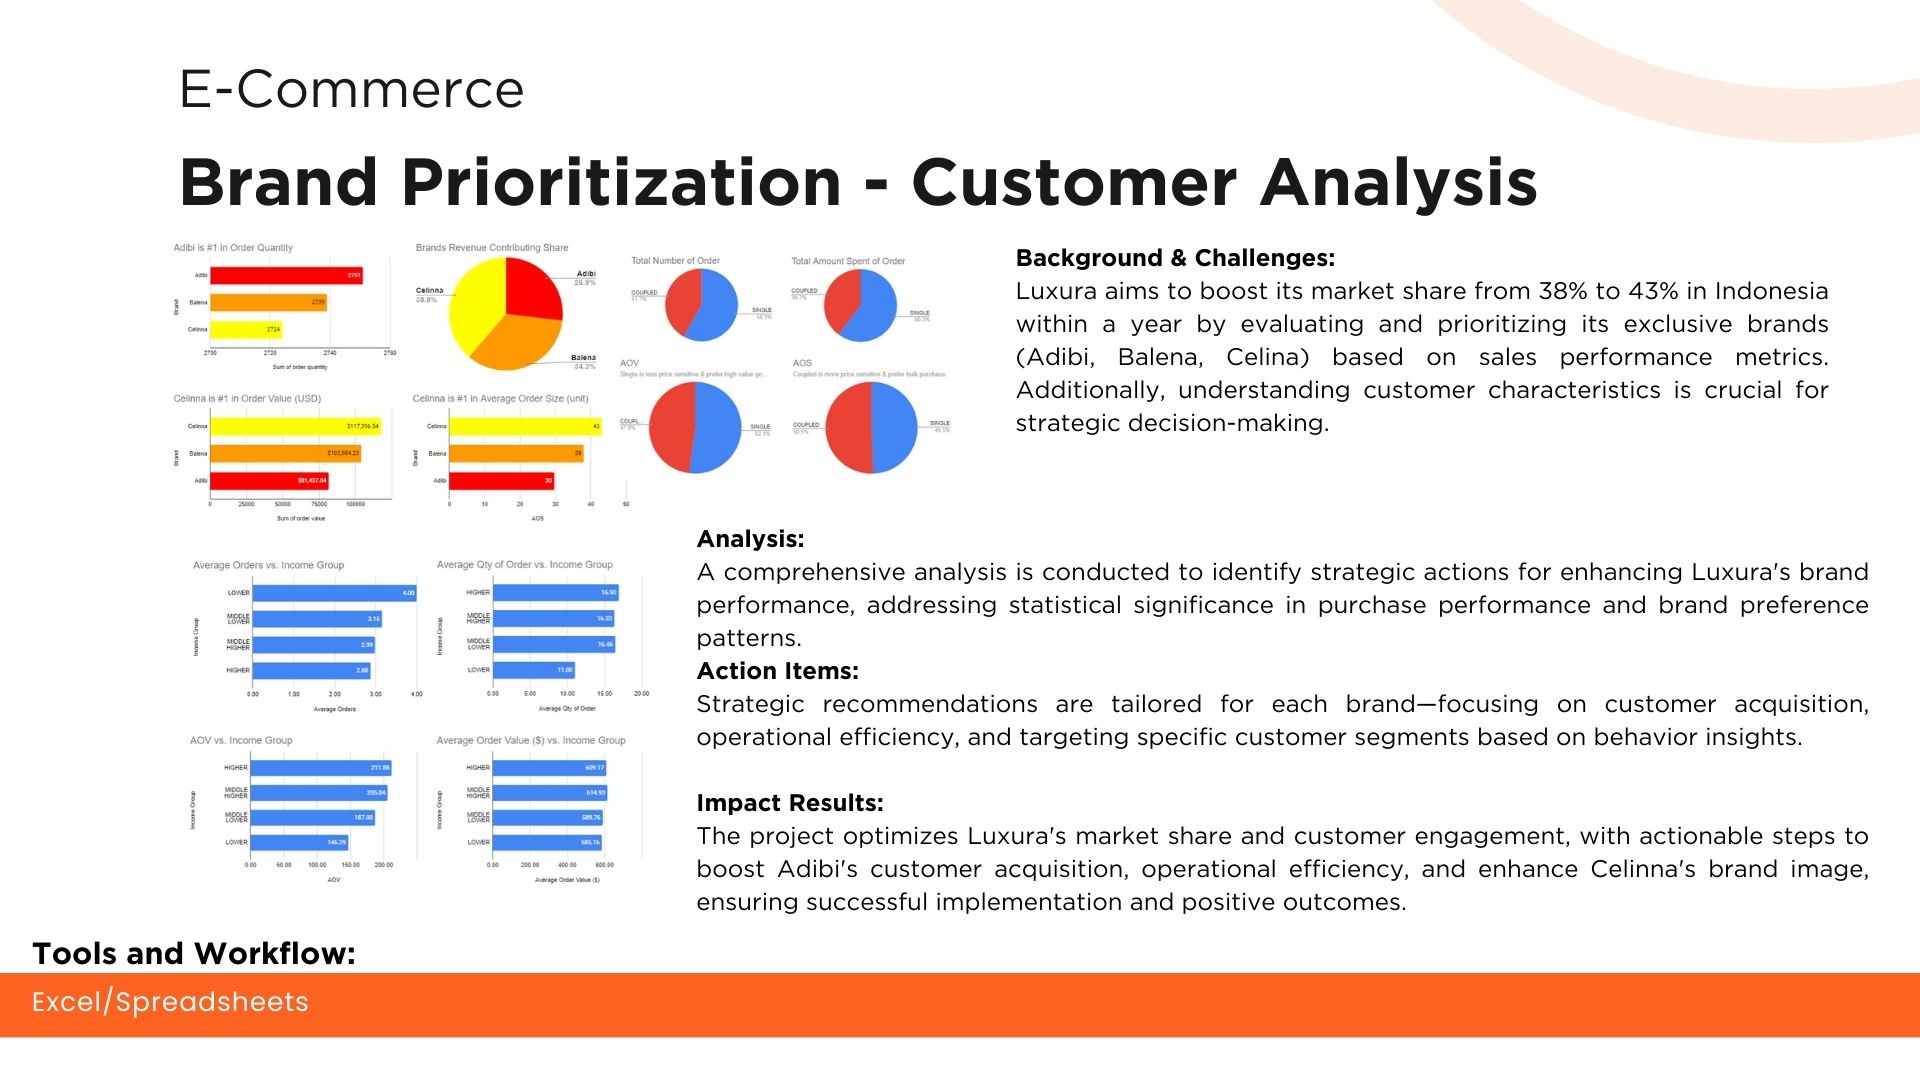 E-Commerce
Brand Prioritization - Customer Analysis
Adibi is #1 in Order Quantity
Brand
Adibi
2751
Balena
2739
Celinna
2724
2700
2720
2740
2760
Sum of order quantity
Brands Revenue Contributing Share
Adibi
26.9%
Celinna
38.8%
Balena
34.3%
Total Number of Order
COUPLED
41.7%
SINGLE
58.3%
Total Amount Spent of Order
COUPLED
39.7%
SINGLE
60.3%
AOV
Single is less price sensitive & prefer high value go...
COUPL...
47.9%
SINGLE
52.1%
AOS
Coupled is more price sensitive & prefer bulk purchase
COUPLED
50.5%
SINGLE
49.5%
Celinna is #1 in Order Value (USD)
Brand
Celinna
$117,396.54
Balena
$103,984.23
Adibi
$81,437.04
0
25000
50000
75000
100000
Sum of order value
Celinna is #1 in Average Order Size (unit)
Brand
Celinna
43
Balena
38
Adibi
30
0
10
20
30
40
50
AOS
Background & Challenges:
Luxura aims to boost its market share from 38% to 43% in Indonesia
within a year by evaluating and prioritizing its exclusive brands
(Adibi, Balena, Celina) based on sales performance metrics.
Additionally, understanding customer characteristics is crucial for
strategic decision-making.
Average Orders vs. Income Group
Income Group
LOWER
4.00
MIDDLE
LOWER
3.15
MIDDLE
HIGHER
2.99
HIGHER
2.88
0.00
1.00
2.00
3.00
4.00
Average Orders
Average Qty of Order vs. Income Group
Income Group
HIGHER
16.90
MIDDLE
HIGHER
16.32
MIDDLE
LOWER
16.45
LOWER
11.00
0.00
5.00
10.00
15.00
20.00
Average Qty of Order
AOV vs. Income Group
Income Group
HIGHER
211.88
MIDDLE
HIGHER
205.84
MIDDLE
LOWER
187.00
LOWER
146.29
0.00
50.00
100.00
150.00
200.00
AOV
Average Order Value ($) vs. Income Group
Income Group
HIGHER
609.17
MIDDLE
HIGHER
614.93
MIDDLE
LOWER
589.76
LOWER
585.16
0.00
200.00
400.00
600.00
Average Order Value ($)
Analysis:
A comprehensive analysis is conducted to identify strategic actions for enhancing Luxura's brand
performance, addressing statistical significance in purchase performance and brand preference
patterns.
Action Items:
Strategic recommendations are tailored for each brand—focusing on customer acquisition,
operational efficiency, and targeting specific customer segments based on behavior insights.
Impact Results:
The project optimizes Luxura's market share and customer engagement, with actionable steps to
boost Adibi's customer acquisition, operational efficiency, and enhance Celinna's brand image,
ensuring successful implementation and positive outcomes.
Tools and Workflow:
Excel/Spreadsheets